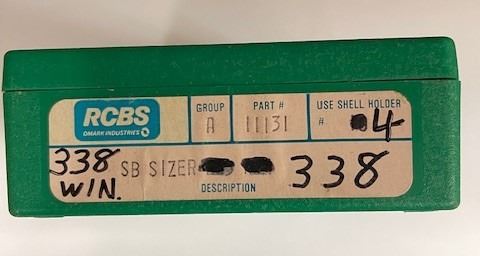 RCBS GROUP PART # USE SHELL HOLDER
OMARK INDUSTRIES A 11131 # 4
338 SB SIZER 338
WIN. DESCRIPTION